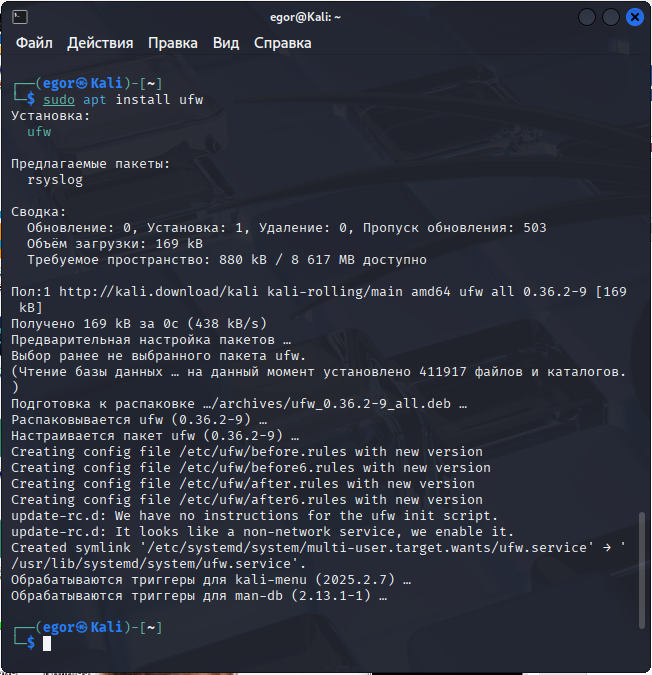 egor@Kali: ~
Файл Действия Правка Вид Справка
┌──(egor㉿Kali)-[~]
└─$ sudo apt install ufw
Установка:
  ufw

Предлагаемые пакеты:
  rsyslog

Сводка:
  Обновление: 0, Установка: 1, Удаление: 0, Пропуск обновления: 503
  Объём загрузки: 169 kB
  Требуемое пространство: 880 kB / 8 617 MB доступно

Пол:1 http://kali.download/kali kali-rolling/main amd64 ufw all 0.36.2-9 [169
 kB]
Получено 169 kB за 0с (438 kB/s)
Предварительная настройка пакетов …
Выбор ранее не выбранного пакета ufw.
(Чтение базы данных … на данный момент установлено 411917 файлов и каталогов.
)
Подготовка к распаковке …/archives/ufw_0.36.2-9_all.deb …
Распаковывается ufw (0.36.2-9) …
Настраивается пакет ufw (0.36.2-9) …
Creating config file /etc/ufw/before.rules with new version
Creating config file /etc/ufw/before6.rules with new version
Creating config file /etc/ufw/after.rules with new version
Creating config file /etc/ufw/after6.rules with new version
update-rc.d: We have no instructions for the ufw init script.
update-rc.d: It looks like a non-network service, we enable it.
Created symlink '/etc/systemd/system/multi-user.target.wants/ufw.service' → '
/usr/lib/systemd/system/ufw.service'.
Обрабатываются триггеры для kali-menu (2025.2.7) …
Обрабатываются триггеры для man-db (2.13.1-1) …

┌──(egor㉿Kali)-[~]
└─$